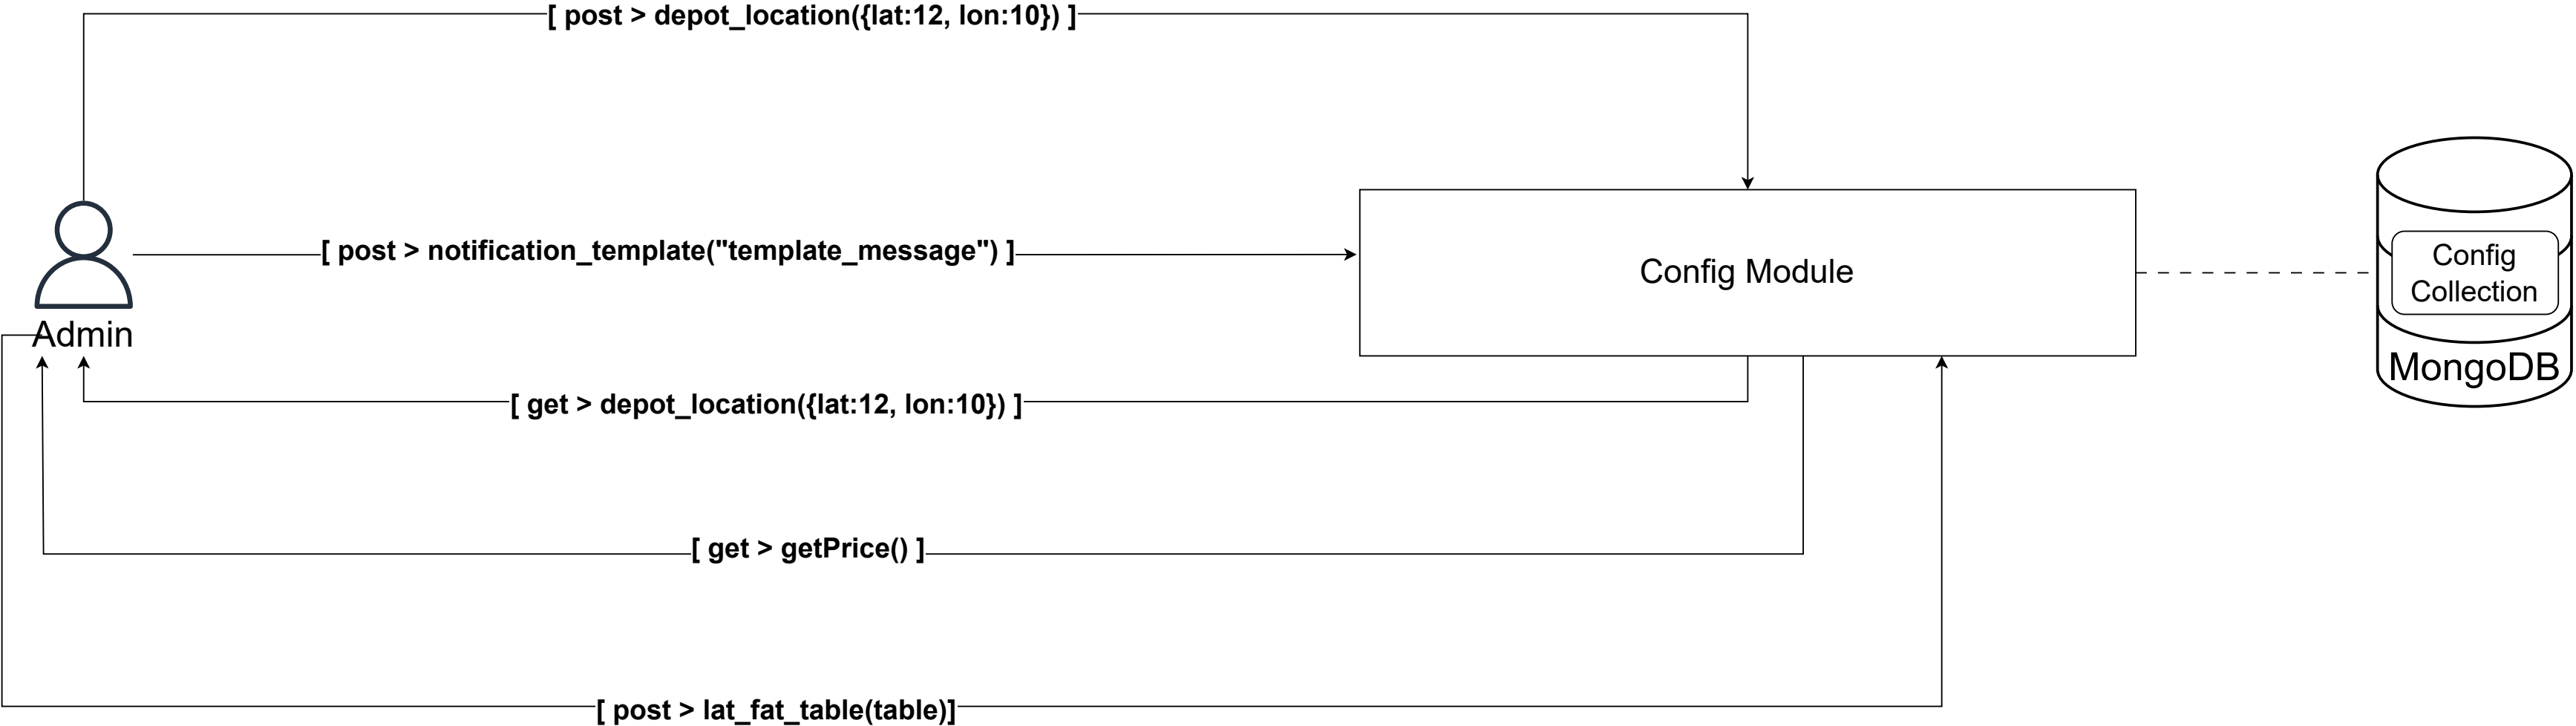 [ post > depot_location({lat:12, lon:10}) ]
[ post > notification_template("template_message") ]
Config Module
Config
Collection
Admin
MongoDB
[ get > depot_location({lat:12, lon:10}) ]
[ get > getPrice() ]
[ post > lat_fat_table(table)]